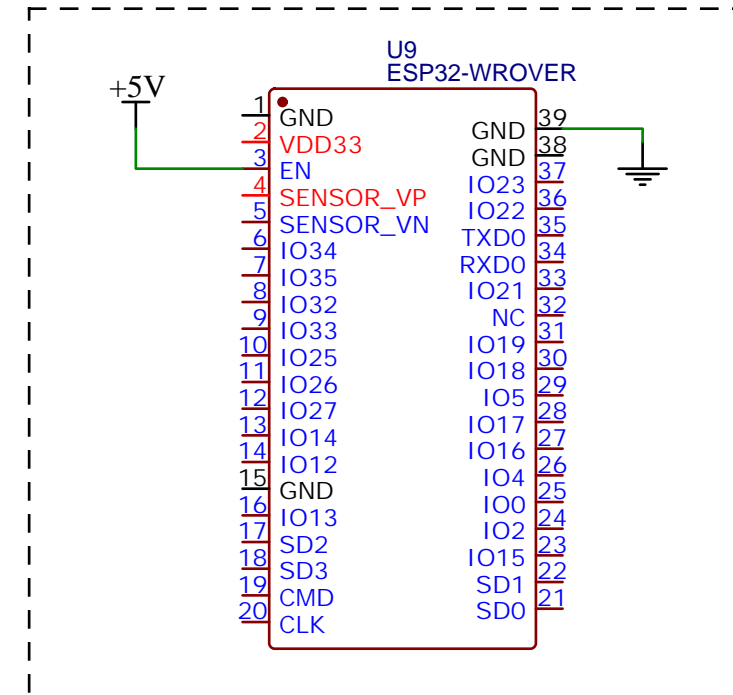 U9
ESP32-WROVER
+5V
1 GND
2 VDD33
3 EN
4 SENSOR_VP
5 SENSOR_VN
6 IO34
7 IO35
8 IO32
9 IO33
10 IO25
11 IO26
12 IO27
13 IO14
14 IO12
15 GND
16 IO13
17 SD2
18 SD3
19 CMD
20 CLK
GND 39
GND 38
IO23 37
IO22 36
TXD0 35
RXD0 34
IO21 33
NC 32
IO19 31
IO18 30
IO5 29
IO17 28
IO16 27
IO4 26
IO0 25
IO2 24
IO15 23
SD1 22
SD0 21